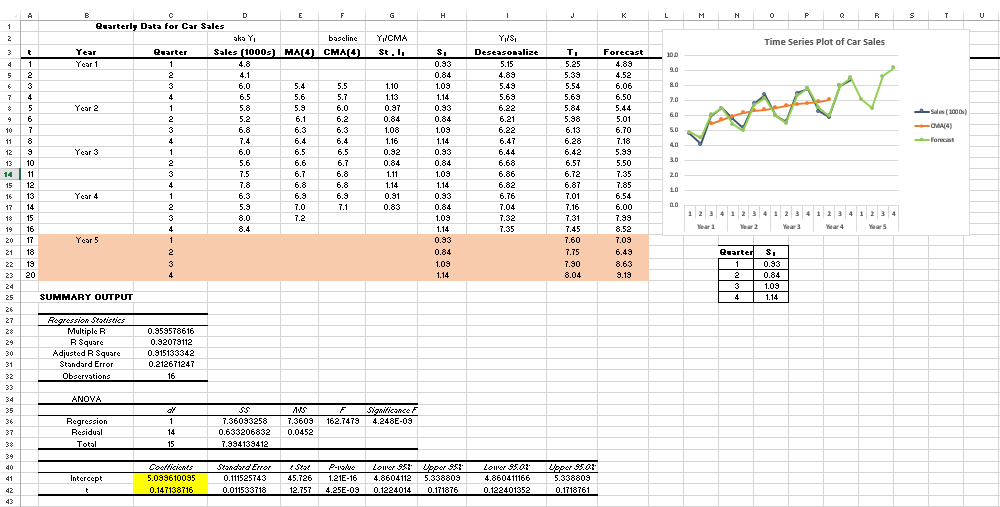 A B C D E F G H I J K L M N O P Q R S T U
1 Quarterly Data for Car Sales
2 aka Yₜ baseline Yₜ/CMA Yₜ/Sₜ
3 t Year Quarter Sales (1000s) MA(4) CMA(4) Sₜ , Iₜ Sₜ Deseasonalize Tₜ Forecast
4 1 Year 1 1 4.8 0.93 5.15 5.25 4.89
5 2 2 4.1 0.84 4.89 5.39 4.52
6 3 3 6.0 5.4 5.5 1.10 1.09 5.49 5.54 6.06
7 4 4 6.5 5.6 5.7 1.13 1.14 5.69 5.69 6.50
8 5 Year 2 1 5.8 5.9 6.0 0.97 0.93 6.22 5.84 5.44
9 6 2 5.2 6.1 6.2 0.84 0.84 6.21 5.98 5.01
10 7 3 6.8 6.3 6.3 1.08 1.09 6.22 6.13 6.70
11 8 4 7.4 6.4 6.4 1.16 1.14 6.47 6.28 7.18
12 9 Year 3 1 6.0 6.5 6.5 0.92 0.93 6.44 6.42 5.99
13 10 2 5.6 6.6 6.7 0.84 0.84 6.68 6.57 5.50
14 11 3 7.5 6.7 6.8 1.11 1.09 6.86 6.72 7.35
15 12 4 7.8 6.8 6.8 1.14 1.14 6.82 6.87 7.85
16 13 Year 4 1 6.3 6.9 6.9 0.91 0.93 6.76 7.01 6.54
17 14 2 5.9 7.0 7.1 0.83 0.84 7.04 7.16 6.00
18 15 3 8.0 7.2 1.09 7.32 7.31 7.99
19 16 4 8.4 1.14 7.35 7.45 8.52
20 17 Year 5 1 0.93 7.60 7.09
21 18 2 0.84 7.75 6.49
22 19 3 1.09 7.90 8.63
23 20 4 1.14 8.04 9.19
24
25 SUMMARY OUTPUT
26
27 Regression Statistics
28 Multiple R 0.959578616
29 R Square 0.92079112
30 Adjusted R Square 0.915133342
31 Standard Error 0.212671247
32 Observations 16
33
34 ANOVA
35 df SS MS F Significance F
36 Regression 1 7.36093258 7.3609 162.7479 4.248E-09
37 Residual 14 0.633206832 0.0452
38 Total 15 7.994139412
39
40 Coefficients Standard Error t Stat P-value Lower 95% Upper 95% Lower 95.0% Upper 95.0%
41 Intercept 5.099610095 0.111525743 45.726 1.21E-16 4.8604112 5.338809 4.860411166 5.338809
42 t 0.147138716 0.011533718 12.757 4.25E-09 0.1224014 0.171876 0.122401352 0.1718761
43
Time Series Plot of Car Sales
10.0
9.0
8.0
7.0
6.0
5.0
4.0
3.0
2.0
1.0
0.0
1 2 3 4 1 2 3 4 1 2 3 4 1 2 3 4 1 2 3 4
Year 1 Year 2 Year 3 Year 4 Year 5
Sales (1000s)
CMA(4)
Forecast
Quarter Sₜ
1 0.93
2 0.84
3 1.09
4 1.14